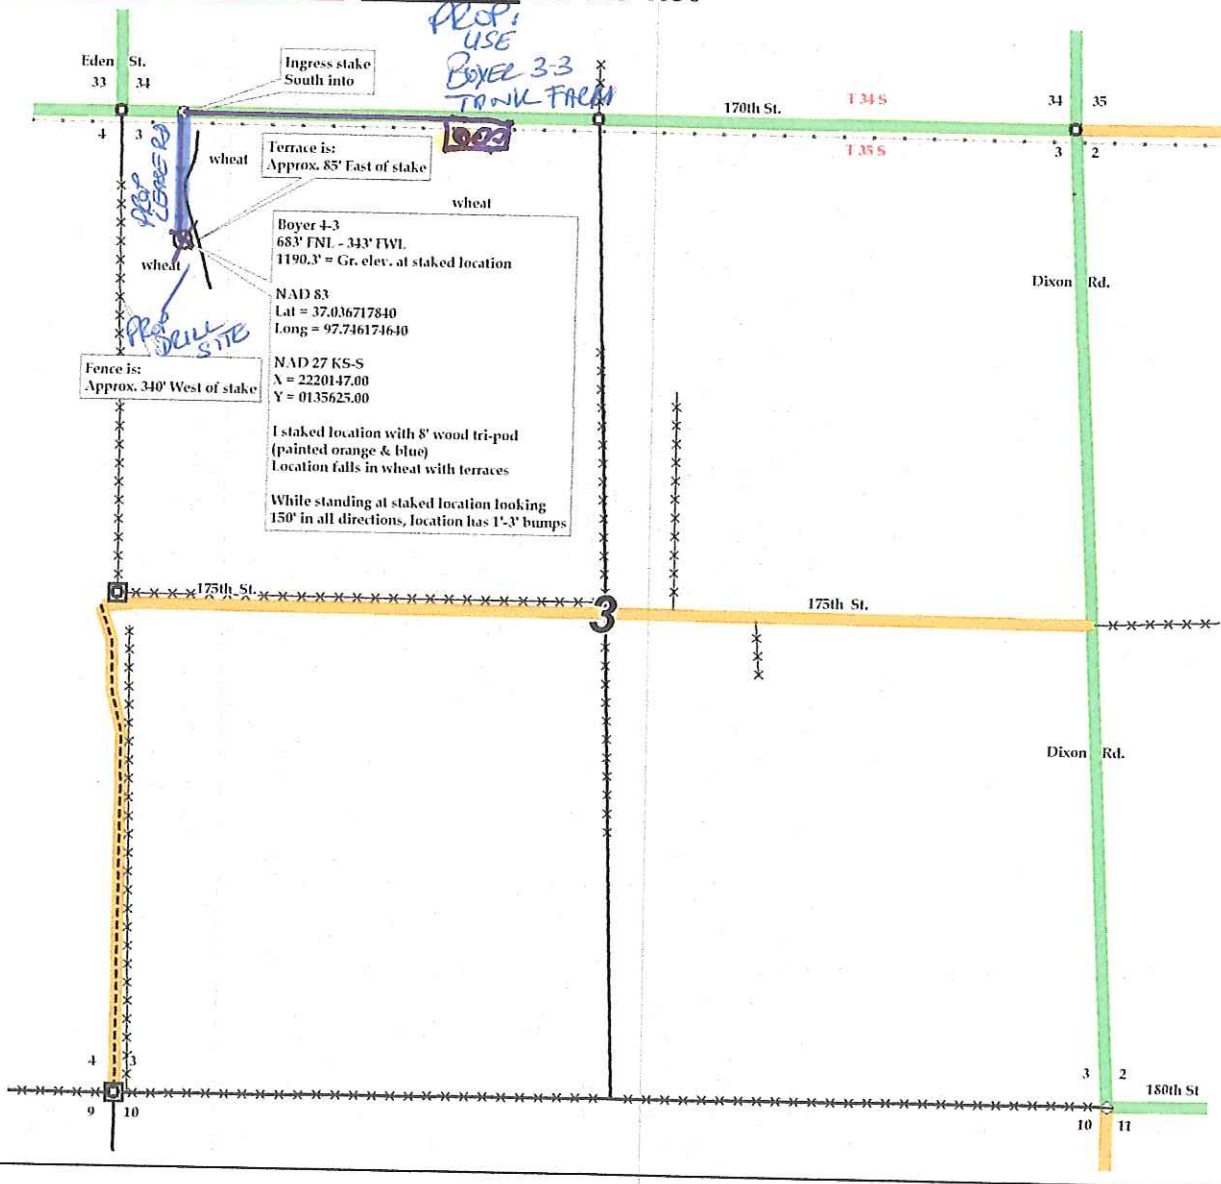 PROP:
USE
BOYER 3-3
TANK FARM
Eden St.
33 34
Ingress stake
South into
170th St.
T 34 S
34 35
4 3
T 35 S
3 2
PROP
LEASE RD
wheat
Terrace is:
Approx. 85' East of stake
wheat
wheat
Boyer 4-3
683' FNL - 343' FWL
1190.3' = Gr. elev. at staked location
NAD 83
Lat = 37.036717840
Long = 97.746174640
NAD 27 KS-S
X = 2220147.00
Y = 0135625.00
I staked location with 8' wood tri-pod
(painted orange & blue)
Location falls in wheat with terraces
While standing at staked location looking
150' in all directions, location has 1'-3' bumps
Dixon Rd.
PROP
DRILL
SITE
Fence is:
Approx. 340' West of stake
175th St.
3
175th St.
Dixon Rd.
4 3
9 10
3 2
180th St
10 11